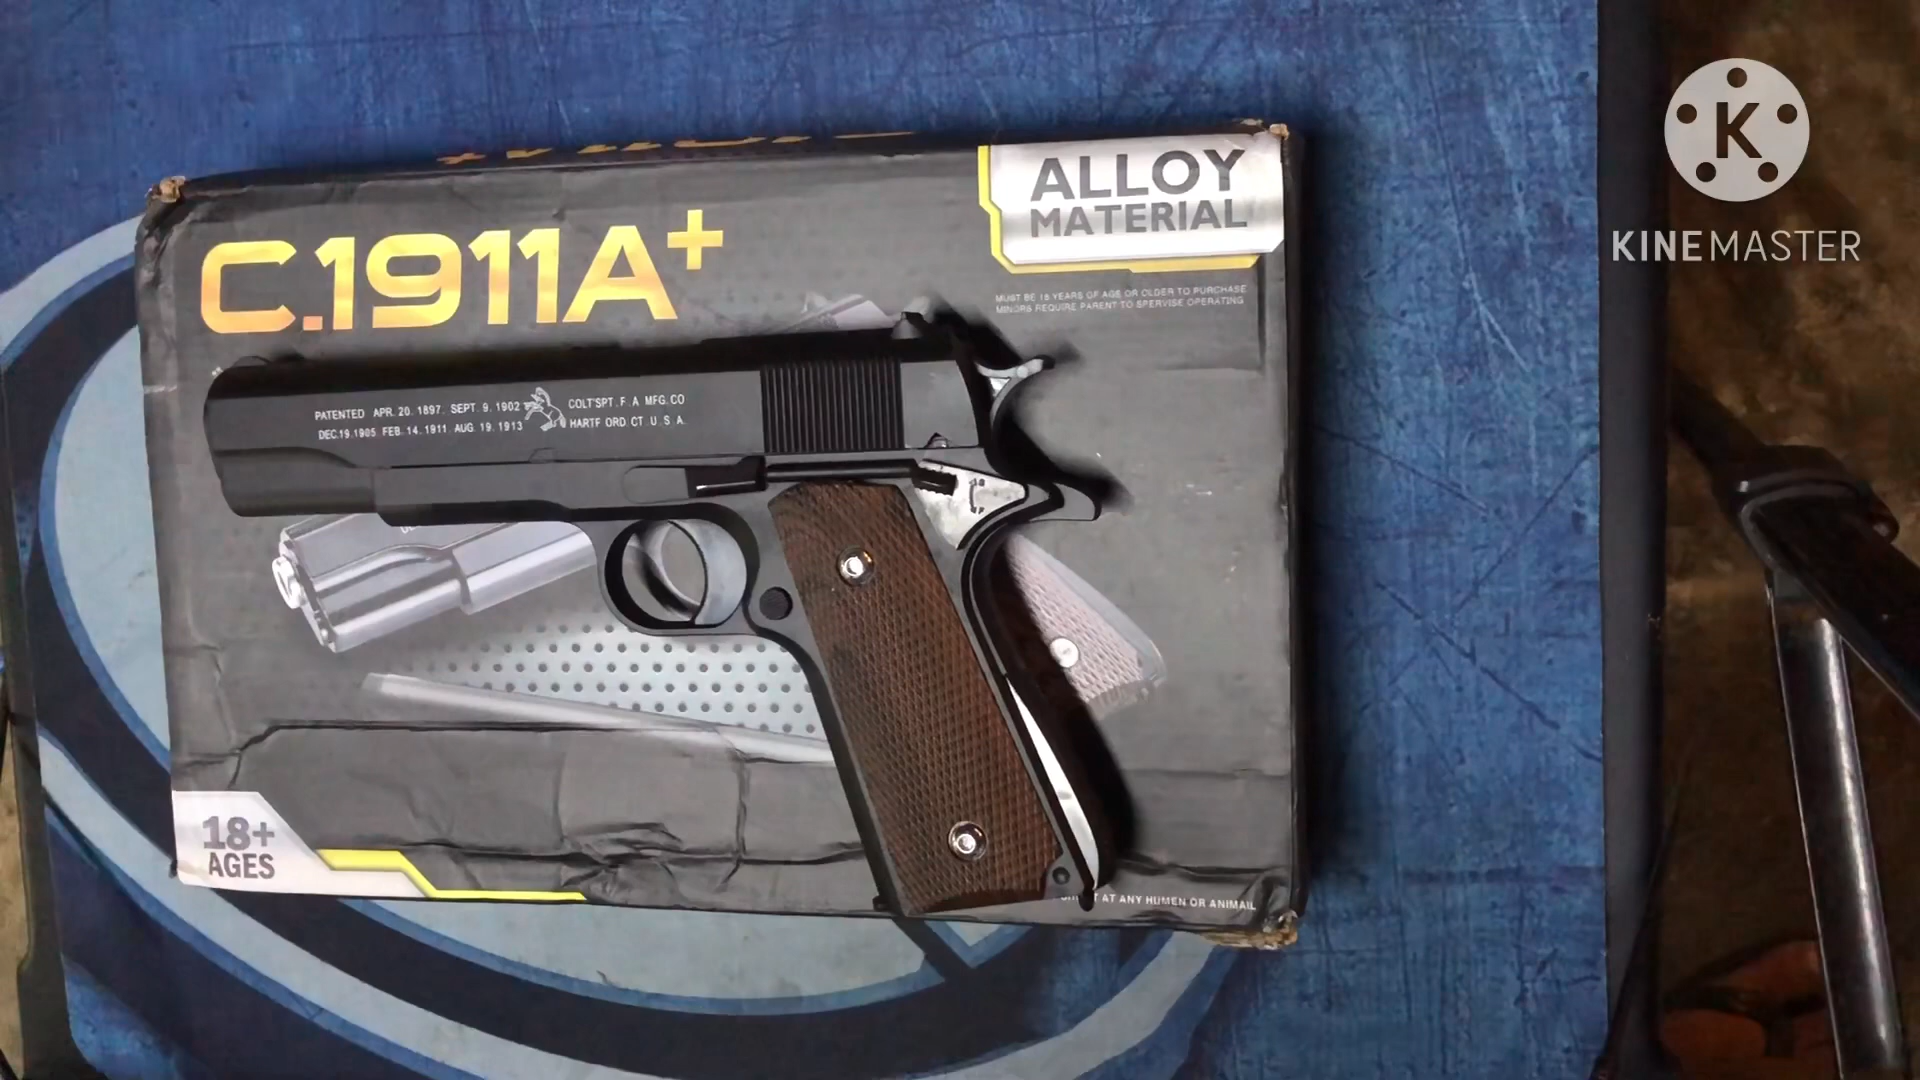 C.1911A+
ALLOY
MATERIAL
MUST BE 18 YEARS OF AGE OR OLDER TO PURCHASE
MINORS REQUIRE PARENT TO SPERVISE OPERATING
PATENTED APR. 20. 1897. SEPT. 9. 1902
DEC.19.1905 FEB. 14. 1911 AUG. 19. 1913
COLT'SPT. F. A MFG.CO
HARTF ORD CT. U. S. A.
18+
AGES
AT ANY HUMEN OR ANIMAIL
K
KINEMASTER